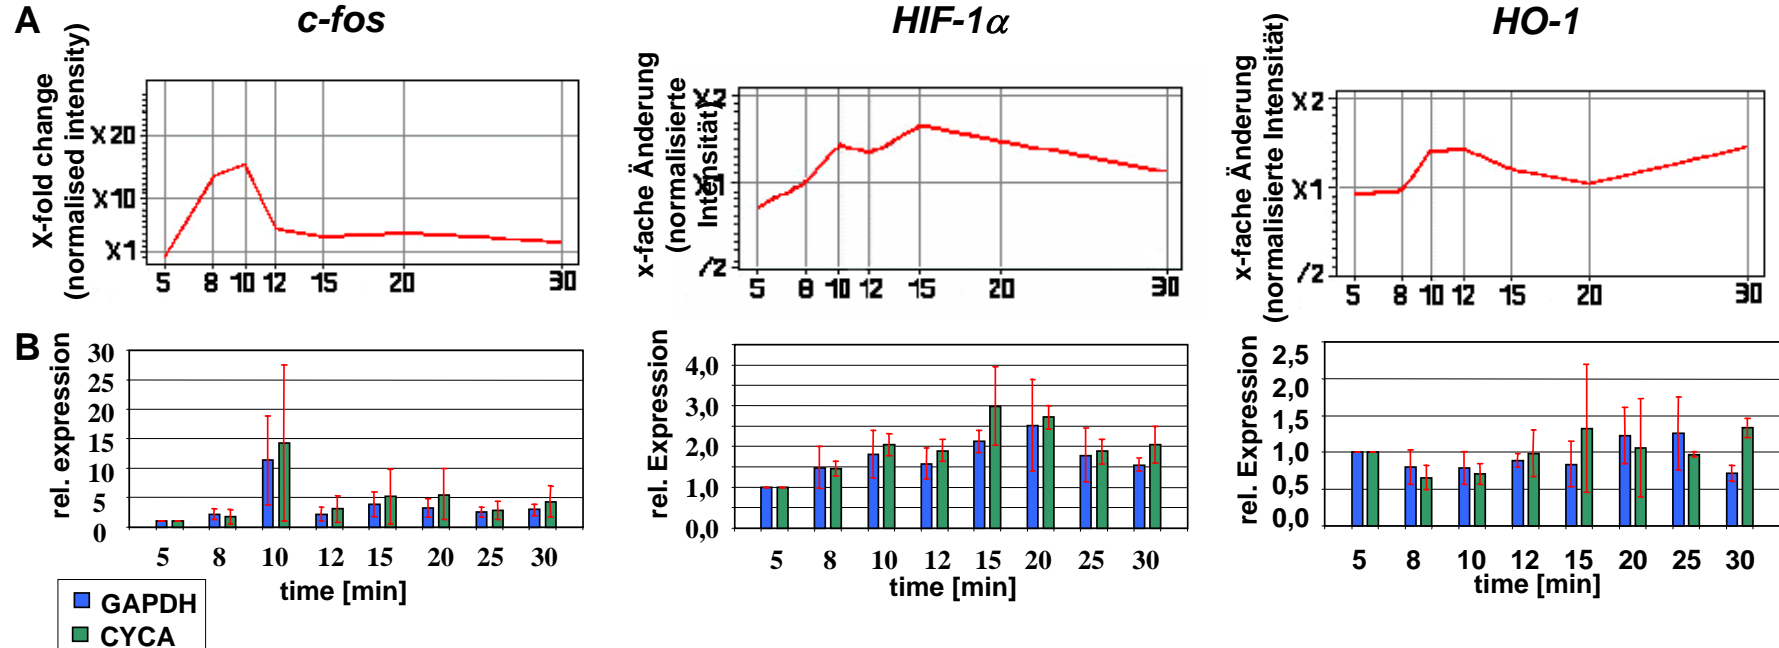 A
c-fos
HIF-1α
HO-1
X-fold change
(normalised intensity)
X20
X10
X1
5 8 10 12 15 20 30
x-fache Änderung
(normalisierte
Intensität)
X2
X1
/2
5 8 10 12 15 20 30
x-fache Änderung
(normalisierte Intensität)
X2
X1
/2
5 8 10 12 15 20 30
B
rel. expression
30
25
20
15
10
5
0
5 8 10 12 15 20 25 30
time [min]
rel. Expression
4,0
3,0
2,0
1,0
0,0
5 8 10 12 15 20 25 30
time [min]
rel. Expression
2,5
2,0
1,5
1,0
0,5
0,0
5 8 10 12 15 20 25 30
time [min]
GAPDH
CYCA